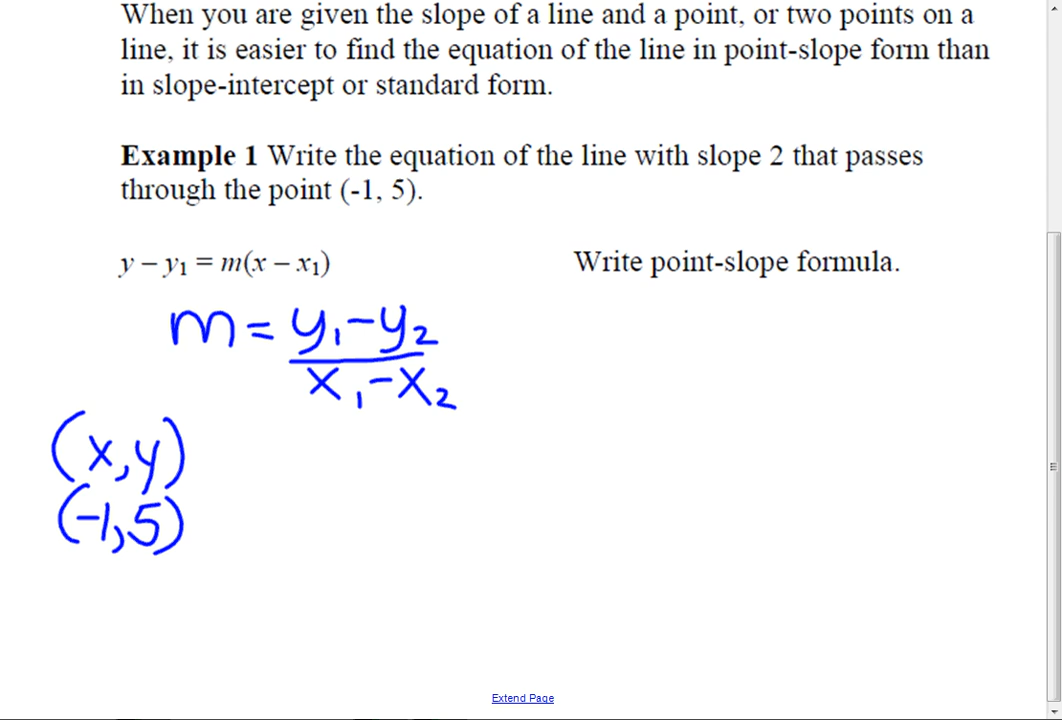 When you are given the slope of a line and a point, or two points on a
line, it is easier to find the equation of the line in point-slope form than
in slope-intercept or standard form.
Example 1 Write the equation of the line with slope 2 that passes
through the point (-1, 5).
y – y₁ = m(x – x₁) Write point-slope formula.
m = y₁-y₂
x₁-x₂
(x,y)
(-1,5)
Extend Page